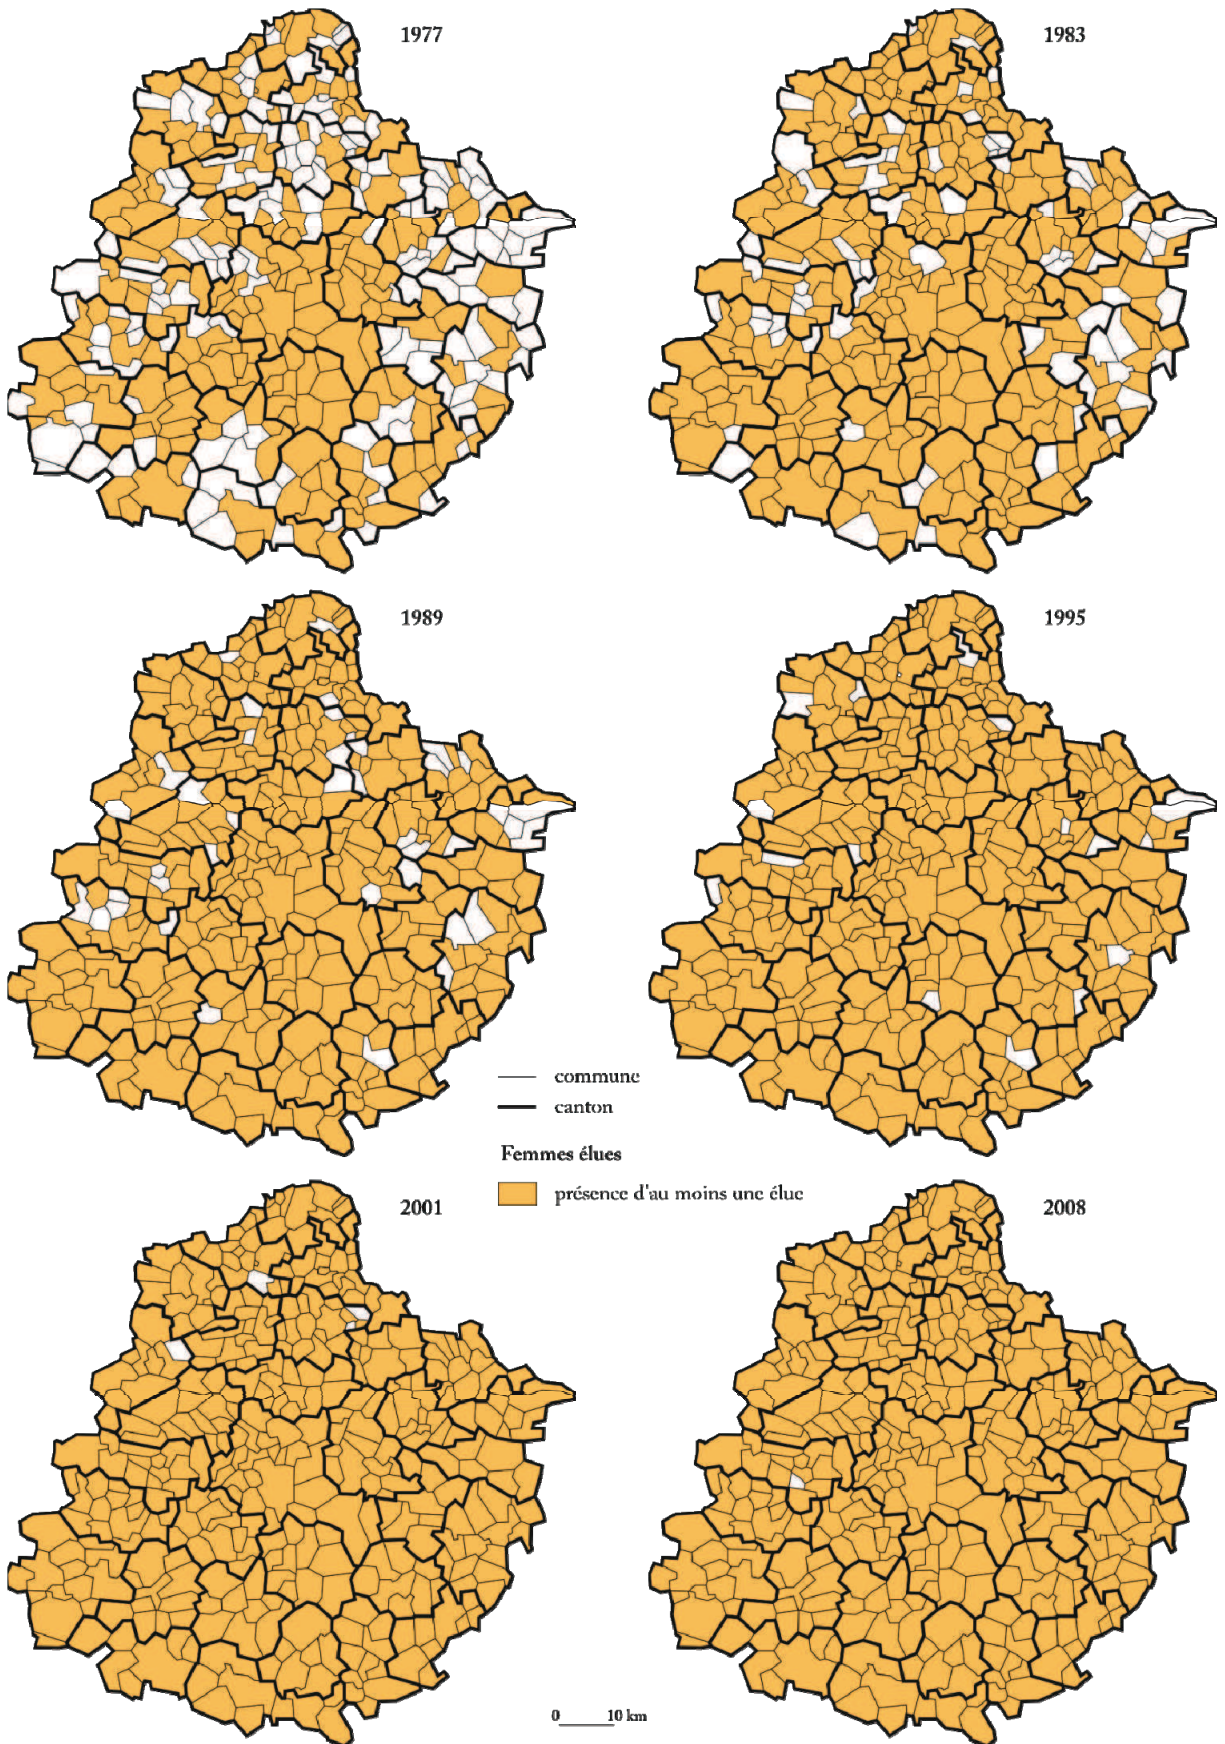 1977
1983
1989
1995
commune
canton
Femmes élues
présence d'au moins une élue
2001
2008
0 10 km